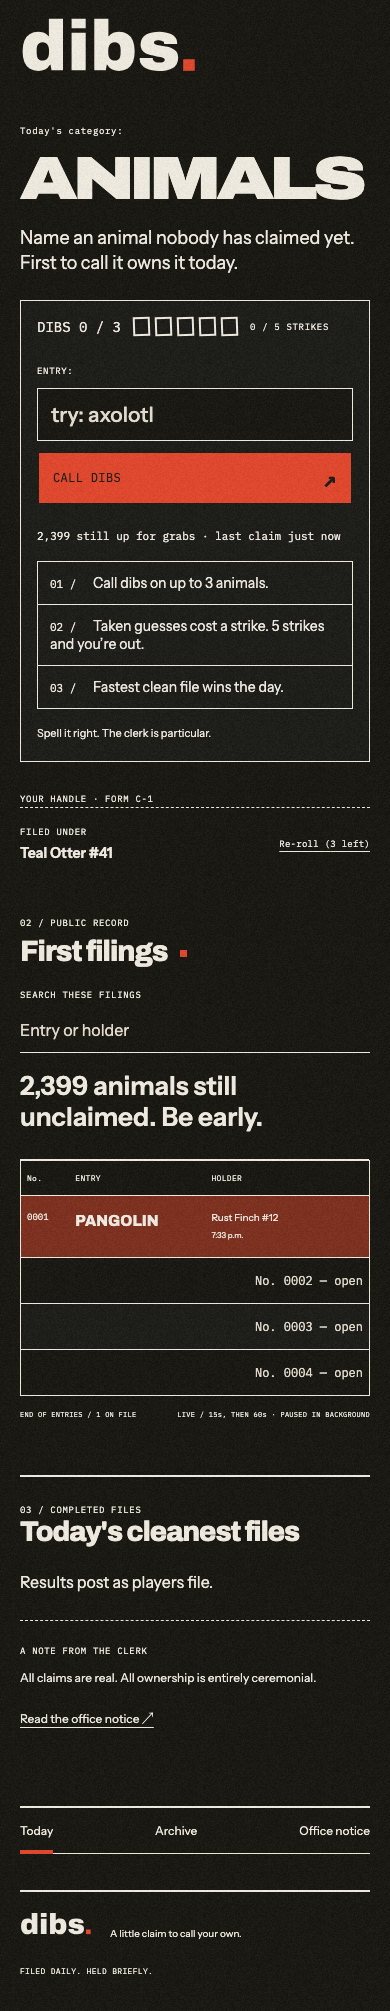 dibs.
Today's category:
ANIMALS
Name an animal nobody has claimed yet.
First to call it owns it today.
DIBS 0 / 3
0 / 5 STRIKES
ENTRY:
try: axolotl
CALL DIBS ↗
2,399 still up for grabs · last claim just now
01 / Call dibs on up to 3 animals.
02 / Taken guesses cost a strike. 5 strikes
and you're out.
03 / Fastest clean file wins the day.
Spell it right. The clerk is particular.
YOUR HANDLE · FORM C-1
FILED UNDER
Teal Otter #41
Re-roll (3 left)
02 / PUBLIC RECORD
First filings
SEARCH THESE FILINGS
Entry or holder
2,399 animals still
unclaimed. Be early.
No. ENTRY HOLDER
0001 PANGOLIN Rust Finch #12
7:33 p.m.
No. 0002 — open
No. 0003 — open
No. 0004 — open
END OF ENTRIES / 1 ON FILE
LIVE / 15s, THEN 60s · PAUSED IN BACKGROUND
03 / COMPLETED FILES
Today's cleanest files
Results post as players file.
A NOTE FROM THE CLERK
All claims are real. All ownership is entirely ceremonial.
Read the office notice ↗
Today Archive Office notice
dibs. A little claim to call your own.
FILED DAILY. HELD BRIEFLY.